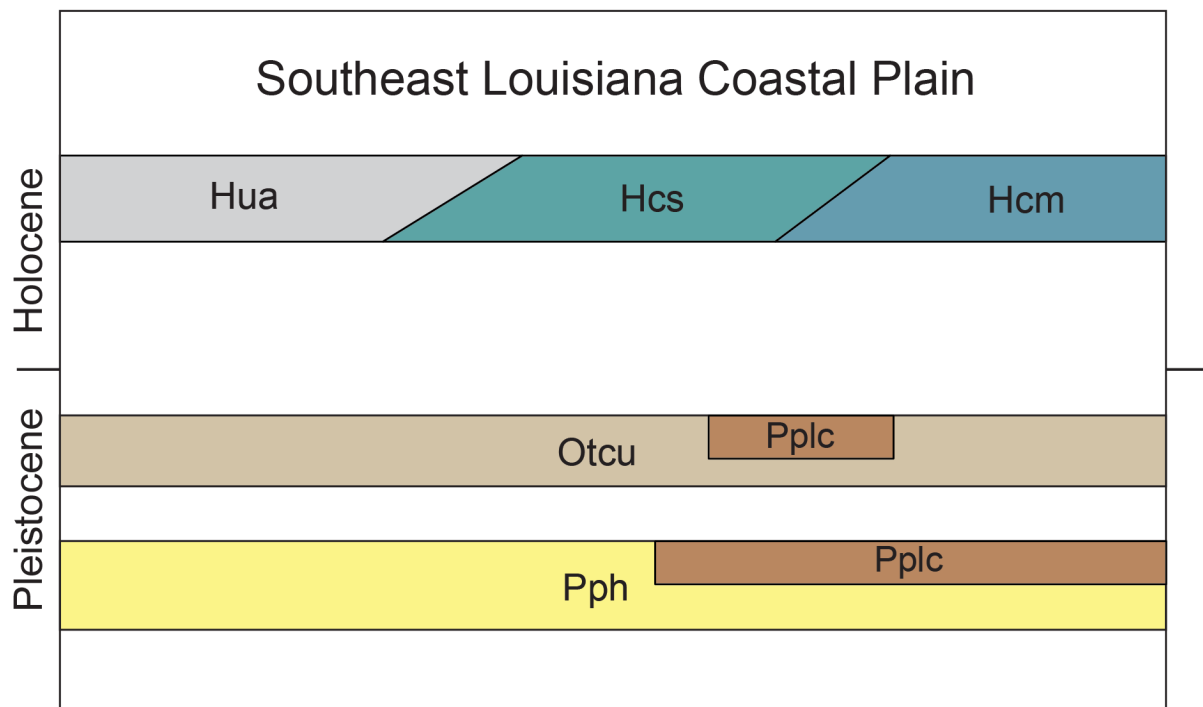 Southeast Louisiana Coastal Plain
Holocene
Hua
Hcs
Hcm
Pleistocene
Otcu
Pplc
Pph
Pplc